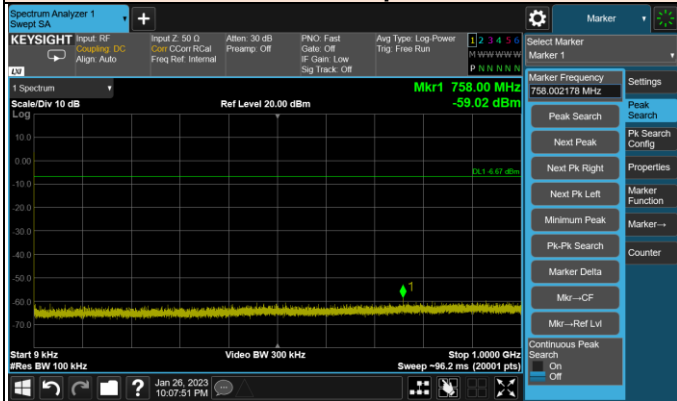 Spectrum Analyzer 1
Swept SA
+
Marker
KEYSIGHT
Input: RF
Coupling: DC
Align: Auto
Input Z: 50 Ω
Corr CCorr RCal
Freq Ref: Internal
Atten: 30 dB
Preamp: Off
PNO: Fast
Gate: Off
IF Gain: Low
Sig Track: Off
Avg Type: Log-Power
Trig: Free Run
1 2 3 4 5 6
M W W W W W
P N N N N N
LXI
Select Marker
Marker 1
1 Spectrum
Mkr1 758.00 MHz
Scale/Div 10 dB
Ref Level 20.00 dBm
-59.02 dBm
Log
10.0
0.00
-10.0
-20.0
-30.0
-40.0
-50.0
-60.0
-70.0
DL1 -6.67 dBm
1
Start 9 kHz
Video BW 300 kHz
Stop 1.0000 GHz
#Res BW 100 kHz
Sweep ~96.2 ms (20001 pts)
Marker Frequency
758.002178 MHz
Peak Search
Next Peak
Next Pk Right
Next Pk Left
Minimum Peak
Pk-Pk Search
Marker Delta
Mkr→CF
Mkr→Ref Lvl
Continuous Peak
Search
On
Off
Settings
Peak
Search
Pk Search
Config
Properties
Marker
Function
Marker→
Counter
?
Jan 26, 2023
10:07:51 PM